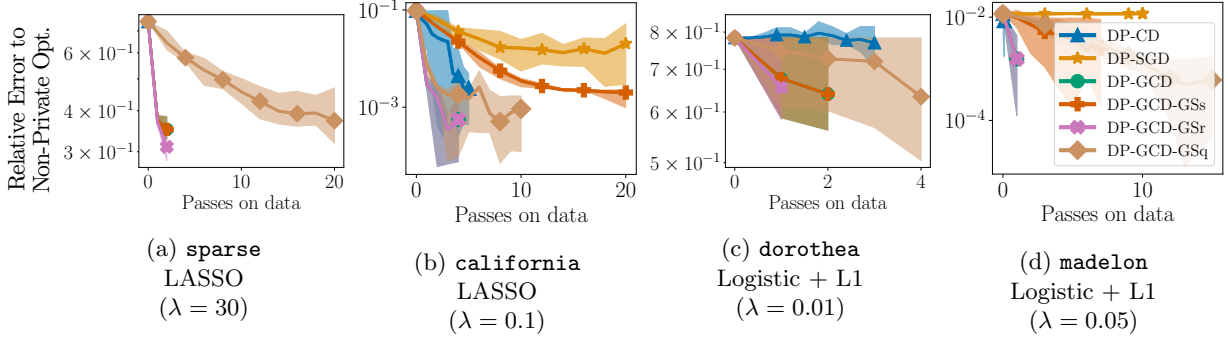 Relative Error to
Non-Private Opt.
6 × 10⁻¹
4 × 10⁻¹
3 × 10⁻¹
0
10
20
Passes on data
10⁻¹
10⁻³
0
10
20
Passes on data
8 × 10⁻¹
7 × 10⁻¹
6 × 10⁻¹
5 × 10⁻¹
0
2
4
Passes on data
10⁻²
10⁻⁴
0
10
Passes on data
DP-CD
DP-SGD
DP-GCD
DP-GCD-GSs
DP-GCD-GSr
DP-GCD-GSq
(a) sparse
LASSO
(λ = 30)
(b) california
LASSO
(λ = 0.1)
(c) dorothea
Logistic + L1
(λ = 0.01)
(d) madelon
Logistic + L1
(λ = 0.05)